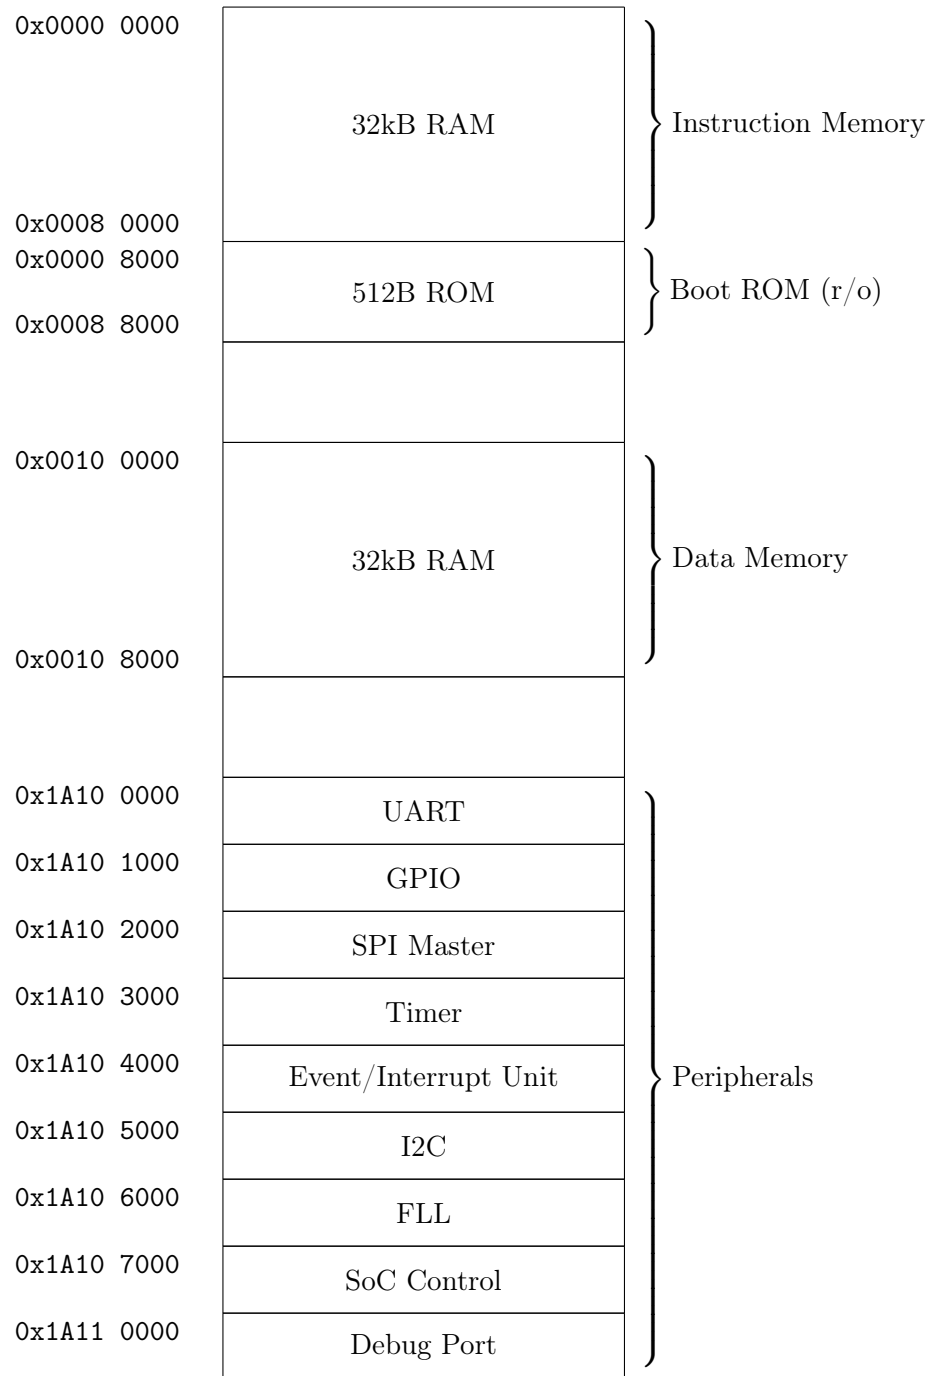 0x0000 0000
32kB RAM
Instruction Memory
0x0008 0000
0x0000 8000
512B ROM
Boot ROM (r/o)
0x0008 8000
0x0010 0000
32kB RAM
Data Memory
0x0010 8000
0x1A10 0000
UART
0x1A10 1000
GPIO
0x1A10 2000
SPI Master
0x1A10 3000
Timer
0x1A10 4000
Event/Interrupt Unit
Peripherals
0x1A10 5000
I2C
0x1A10 6000
FLL
0x1A10 7000
SoC Control
0x1A11 0000
Debug Port